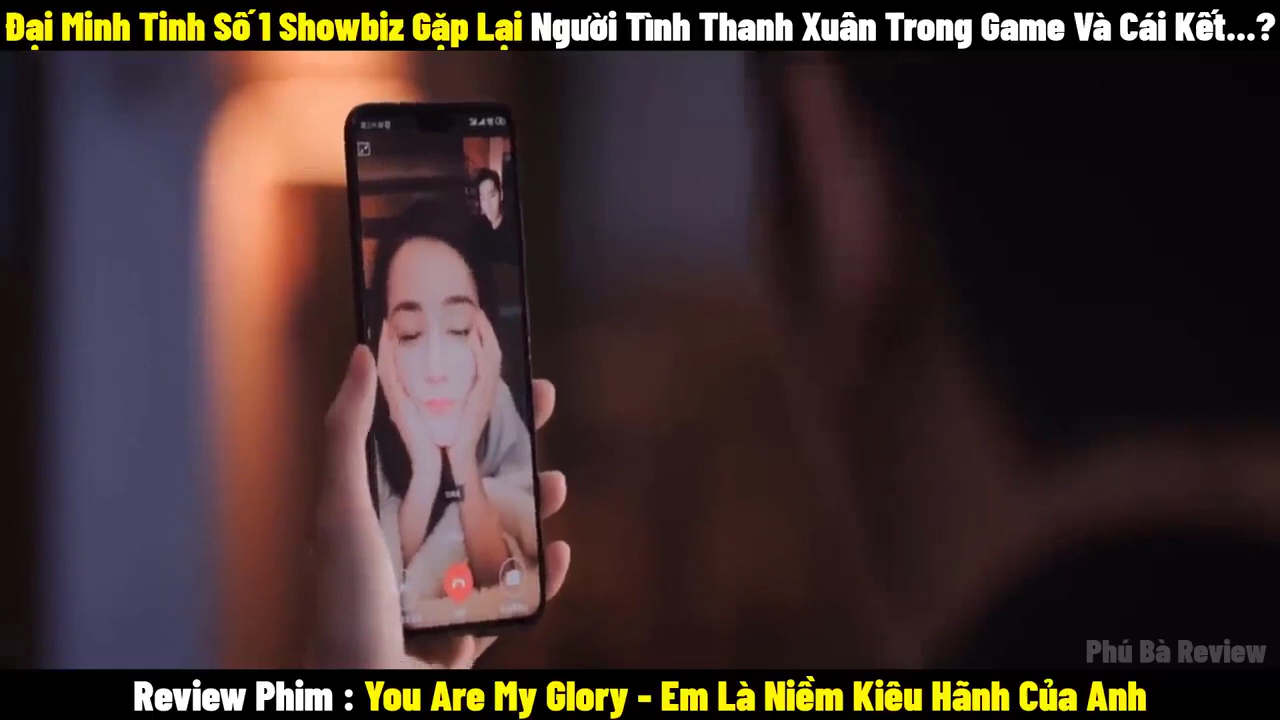 Đại Minh Tinh Số 1 Showbiz Gặp Lại Người Tình Thanh Xuân Trong Game Và Cái Kết...?
Phú Bà Review
Review Phim : You Are My Glory - Em Là Niềm Kiêu Hãnh Của Anh